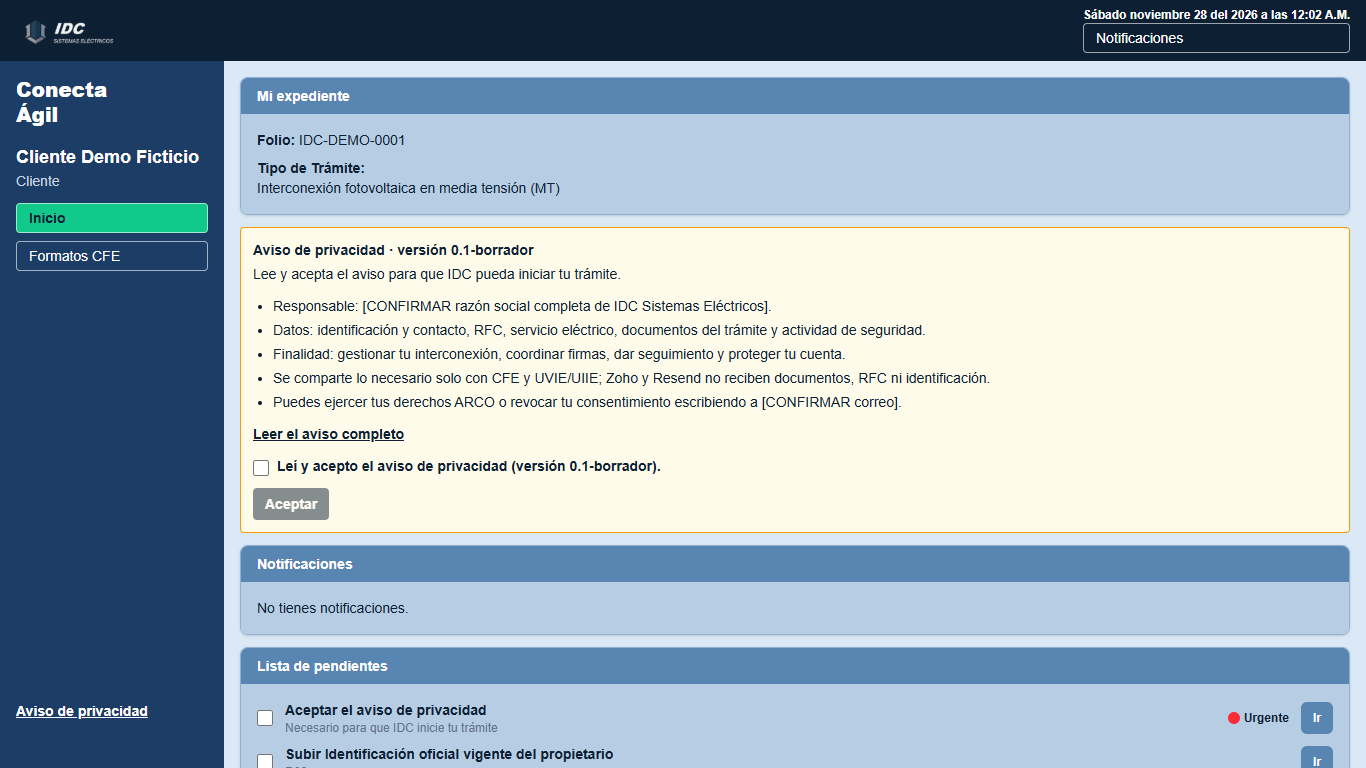 IDC
SISTEMAS ELÉCTRICOS
Sábado noviembre 28 del 2026 a las 12:02 A.M.
Notificaciones
Conecta
Ágil
Cliente Demo Ficticio
Cliente
Inicio
Formatos CFE
Aviso de privacidad
Mi expediente
Folio: IDC-DEMO-0001
Tipo de Trámite:
Interconexión fotovoltaica en media tensión (MT)
Aviso de privacidad · versión 0.1-borrador
Lee y acepta el aviso para que IDC pueda iniciar tu trámite.
• Responsable: [CONFIRMAR razón social completa de IDC Sistemas Eléctricos].
• Datos: identificación y contacto, RFC, servicio eléctrico, documentos del trámite y actividad de seguridad.
• Finalidad: gestionar tu interconexión, coordinar firmas, dar seguimiento y proteger tu cuenta.
• Se comparte lo necesario solo con CFE y UVIE/UIIE; Zoho y Resend no reciben documentos, RFC ni identificación.
• Puedes ejercer tus derechos ARCO o revocar tu consentimiento escribiendo a [CONFIRMAR correo].
Leer el aviso completo
Leí y acepto el aviso de privacidad (versión 0.1-borrador).
Aceptar
Notificaciones
No tienes notificaciones.
Lista de pendientes
Aceptar el aviso de privacidad
Necesario para que IDC inicie tu trámite
Urgente
Ir
Subir Identificación oficial vigente del propietario
Ir